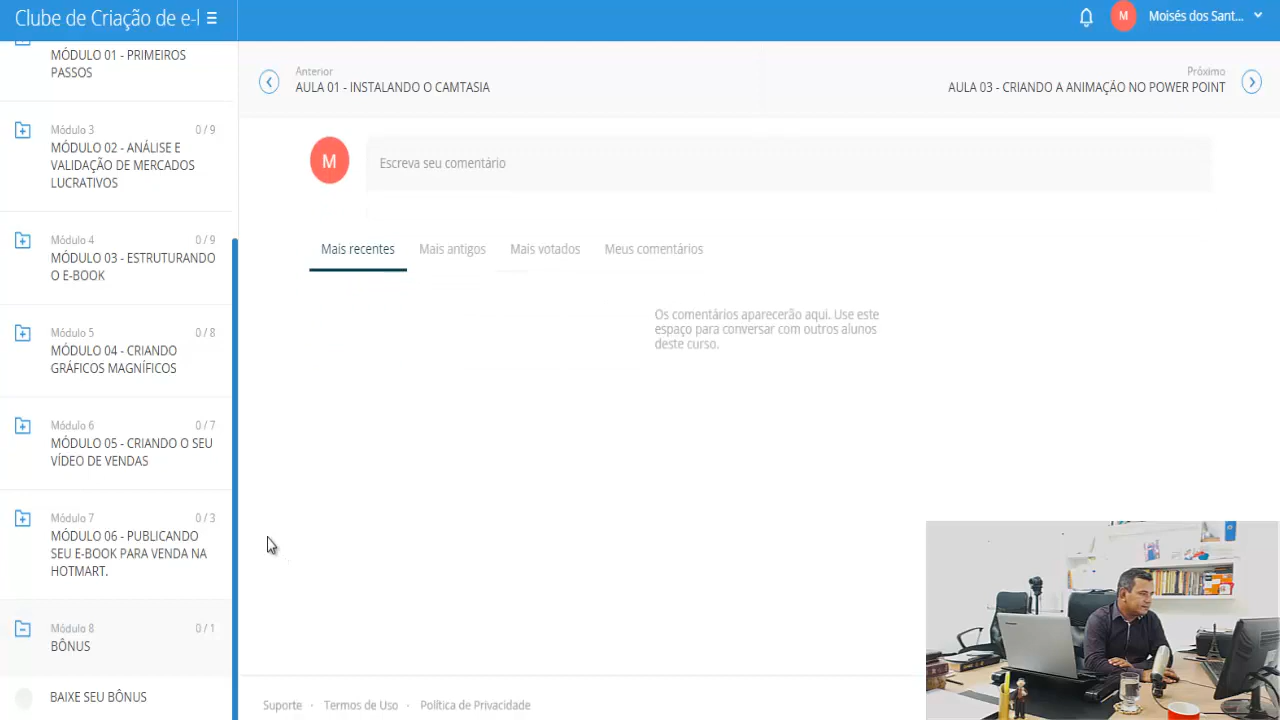 Clube de Criação de e-l
M
Moisés dos Sant...
MÓDULO 01 - PRIMEIROS
PASSOS
Módulo 3
0 / 9
MÓDULO 02 - ANÁLISE E
VALIDAÇÃO DE MERCADOS
LUCRATIVOS
Módulo 4
0 / 9
MÓDULO 03 - ESTRUTURANDO
O E-BOOK
Módulo 5
0 / 8
MÓDULO 04 - CRIANDO
GRÁFICOS MAGNÍFICOS
Módulo 6
0 / 7
MÓDULO 05 - CRIANDO O SEU
VÍDEO DE VENDAS
Módulo 7
0 / 3
MÓDULO 06 - PUBLICANDO
SEU E-BOOK PARA VENDA NA
HOTMART.
Módulo 8
0 / 1
BÔNUS
BAIXE SEU BÔNUS
Anterior
AULA 01 - INSTALANDO O CAMTASIA
Próximo
AULA 03 - CRIANDO A ANIMAÇÃO NO POWER POINT
M
Escreva seu comentário
Mais recentes
Mais antigos
Mais votados
Meus comentários
Os comentários aparecerão aqui. Use este
espaço para conversar com outros alunos
deste curso.
Suporte · Termos de Uso · Política de Privacidade